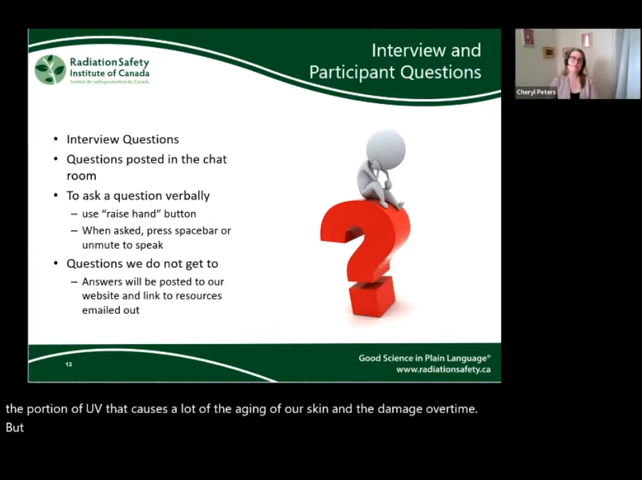 Radiation Safety
Institute of Canada
Institut de radioprotection du Canada
Interview and
Participant Questions
Cheryl Peters
• Interview Questions
• Questions posted in the chat
room
• To ask a question verbally
– use “raise hand” button
– When asked, press spacebar or
unmute to speak
• Questions we do not get to
– Answers will be posted to our
website and link to resources
emailed out
13
Good Science in Plain Language®
www.radiationsafety.ca
the portion of UV that causes a lot of the aging of our skin and the damage overtime.
But